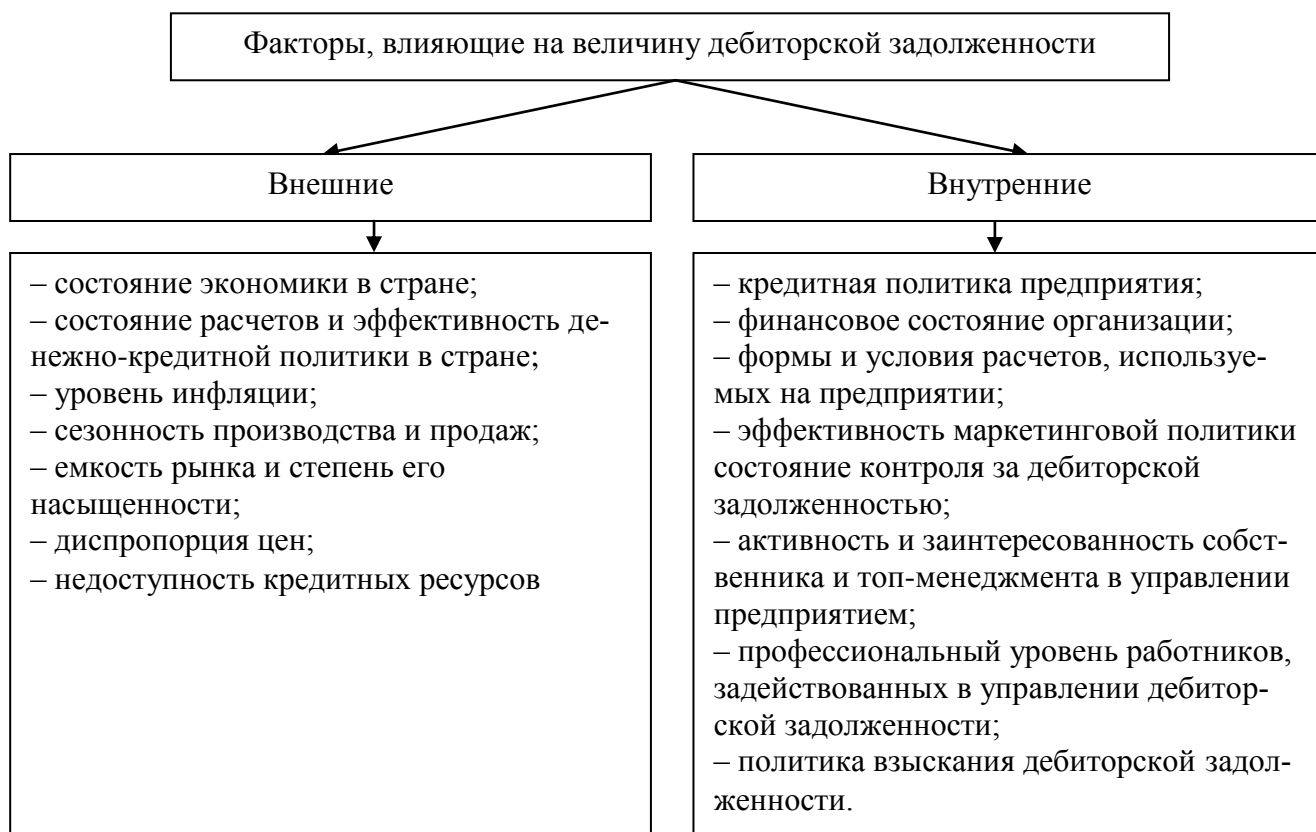 Факторы, влияющие на величину дебиторской задолженности
Внешние
– состояние экономики в стране;
– состояние расчетов и эффективность де-
нежно-кредитной политики в стране;
– уровень инфляции;
– сезонность производства и продаж;
– емкость рынка и степень его
насыщенности;
– диспропорция цен;
– недоступность кредитных ресурсов
Внутренние
– кредитная политика предприятия;
– финансовое состояние организации;
– формы и условия расчетов, используе-
мых на предприятии;
– эффективность маркетинговой политики
состояние контроля за дебиторской
задолженностью;
– активность и заинтересованность собст-
венника и топ-менеджмента в управлении
предприятием;
– профессиональный уровень работников,
задействованных в управлении дебитор-
ской задолженности;
– политика взыскания дебиторской задол-
женности.